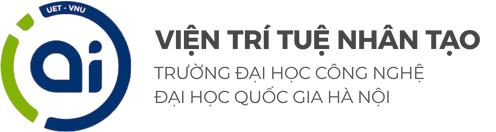 UET - VNU
ai
VIỆN TRÍ TUỆ NHÂN TẠO
TRƯỜNG ĐẠI HỌC CÔNG NGHỆ
ĐẠI HỌC QUỐC GIA HÀ NỘI